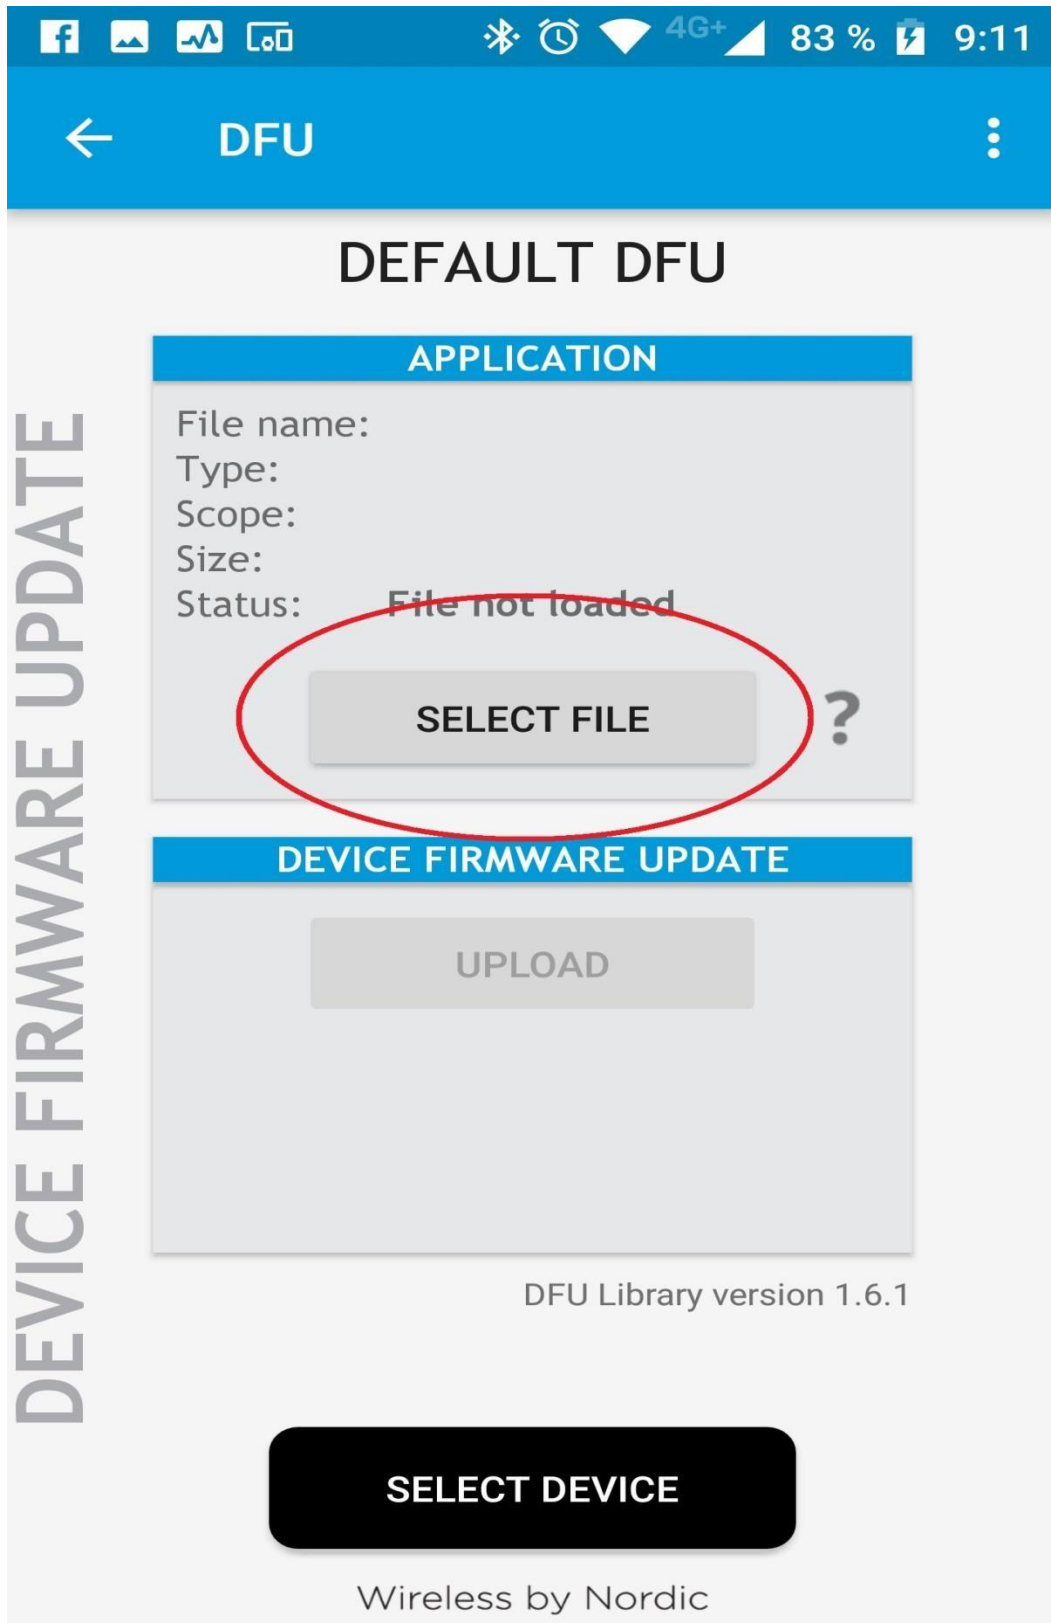 4G+ 83 % 9:11
DFU
DEFAULT DFU
APPLICATION
File name:
Type:
Scope:
Size:
Status: File not loaded
SELECT FILE ?
DEVICE FIRMWARE UPDATE
UPLOAD
DFU Library version 1.6.1
SELECT DEVICE
Wireless by Nordic
DEVICE FIRMWARE UPDATE